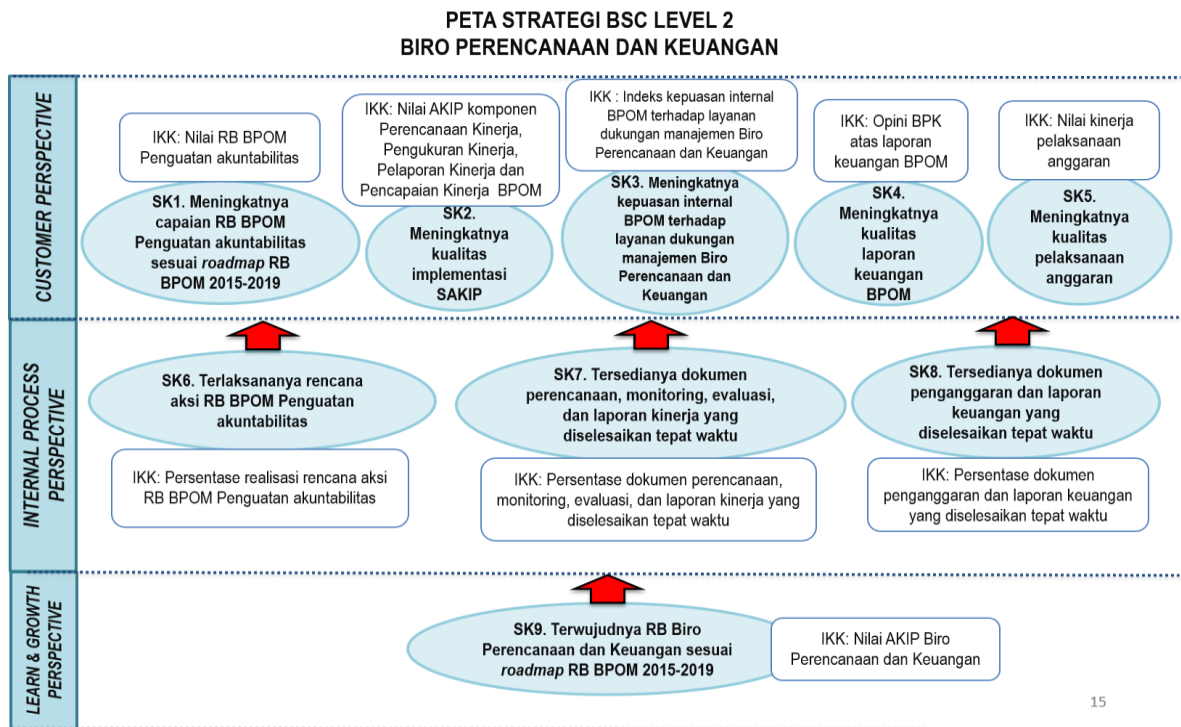 PETA STRATEGI BSC LEVEL 2
BIRO PERENCANAAN DAN KEUANGAN
CUSTOMER PERSPECTIVE
IKK: Nilai RB BPOM
Penguatan akuntabilitas
SK1. Meningkatnya
capaian RB BPOM
Penguatan akuntabilitas
sesuai roadmap RB
BPOM 2015-2019
IKK: Nilai AKIP komponen
Perencanaan Kinerja,
Pengukuran Kinerja,
Pelaporan Kinerja dan
Pencapaian Kinerja BPOM
SK2.
Meningkatnya
kualitas
implementasi
SAKIP
IKK : Indeks kepuasan internal
BPOM terhadap layanan
dukungan manajemen Biro
Perencanaan dan Keuangan
SK3. Meningkatnya
kepuasan internal
BPOM terhadap
layanan dukungan
manajemen Biro
Perencanaan dan
Keuangan
IKK: Opini BPK
atas laporan
keuangan BPOM
SK4.
Meningkatnya
kualitas
laporan
keuangan
BPOM
IKK: Nilai kinerja
pelaksanaan
anggaran
SK5.
Meningkatnya
kualitas
pelaksanaan
anggaran
INTERNAL PROCESS
PERSPECTIVE
SK6. Terlaksananya rencana
aksi RB BPOM Penguatan
akuntabilitas
IKK: Persentase realisasi rencana aksi
RB BPOM Penguatan akuntabilitas
SK7. Tersedianya dokumen
perencanaan, monitoring, evaluasi,
dan laporan kinerja yang
diselesaikan tepat waktu
IKK: Persentase dokumen perencanaan,
monitoring, evaluasi, dan laporan kinerja yang
diselesaikan tepat waktu
SK8. Tersedianya dokumen
penganggaran dan laporan
keuangan yang
diselesaikan tepat waktu
IKK: Persentase dokumen
penganggaran dan laporan keuangan
yang diselesaikan tepat waktu
LEARN & GROWTH
PERSPECTIVE
SK9. Terwujudnya RB Biro
Perencanaan dan Keuangan sesuai
roadmap RB BPOM 2015-2019
IKK: Nilai AKIP Biro
Perencanaan dan Keuangan
15